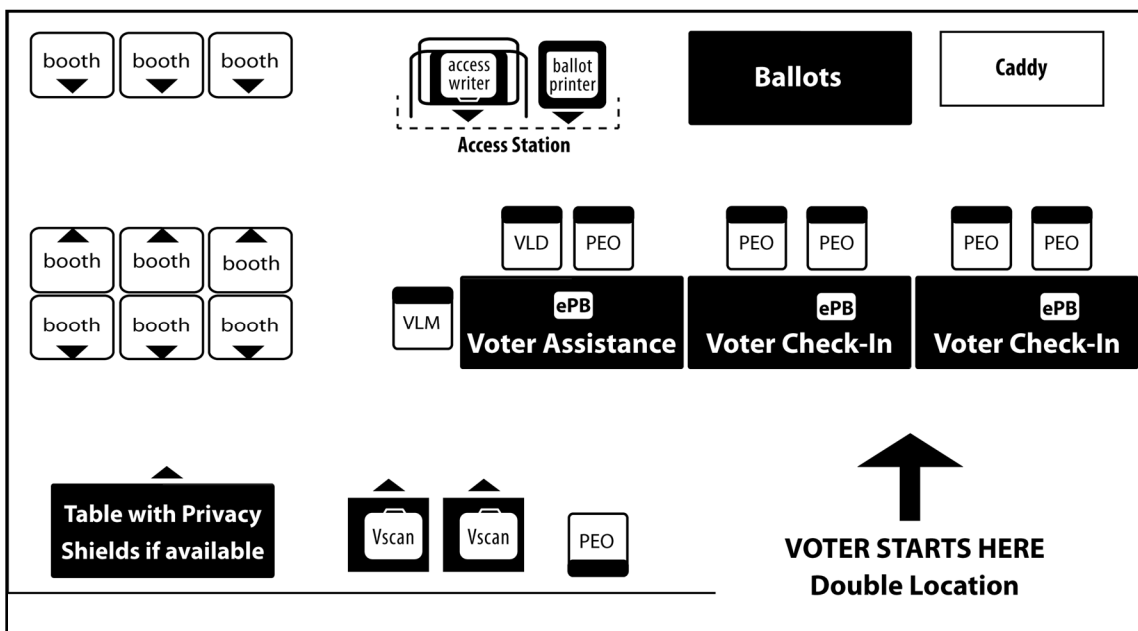 booth booth booth
access
writer
ballot
printer
Access Station
Ballots
Caddy
VLD PEO PEO PEO PEO PEO
booth booth booth
booth booth booth
VLM
ePB
Voter Assistance
ePB
Voter Check-In
ePB
Voter Check-In
Table with Privacy
Shields if available
Vscan Vscan
PEO
VOTER STARTS HERE
Double Location